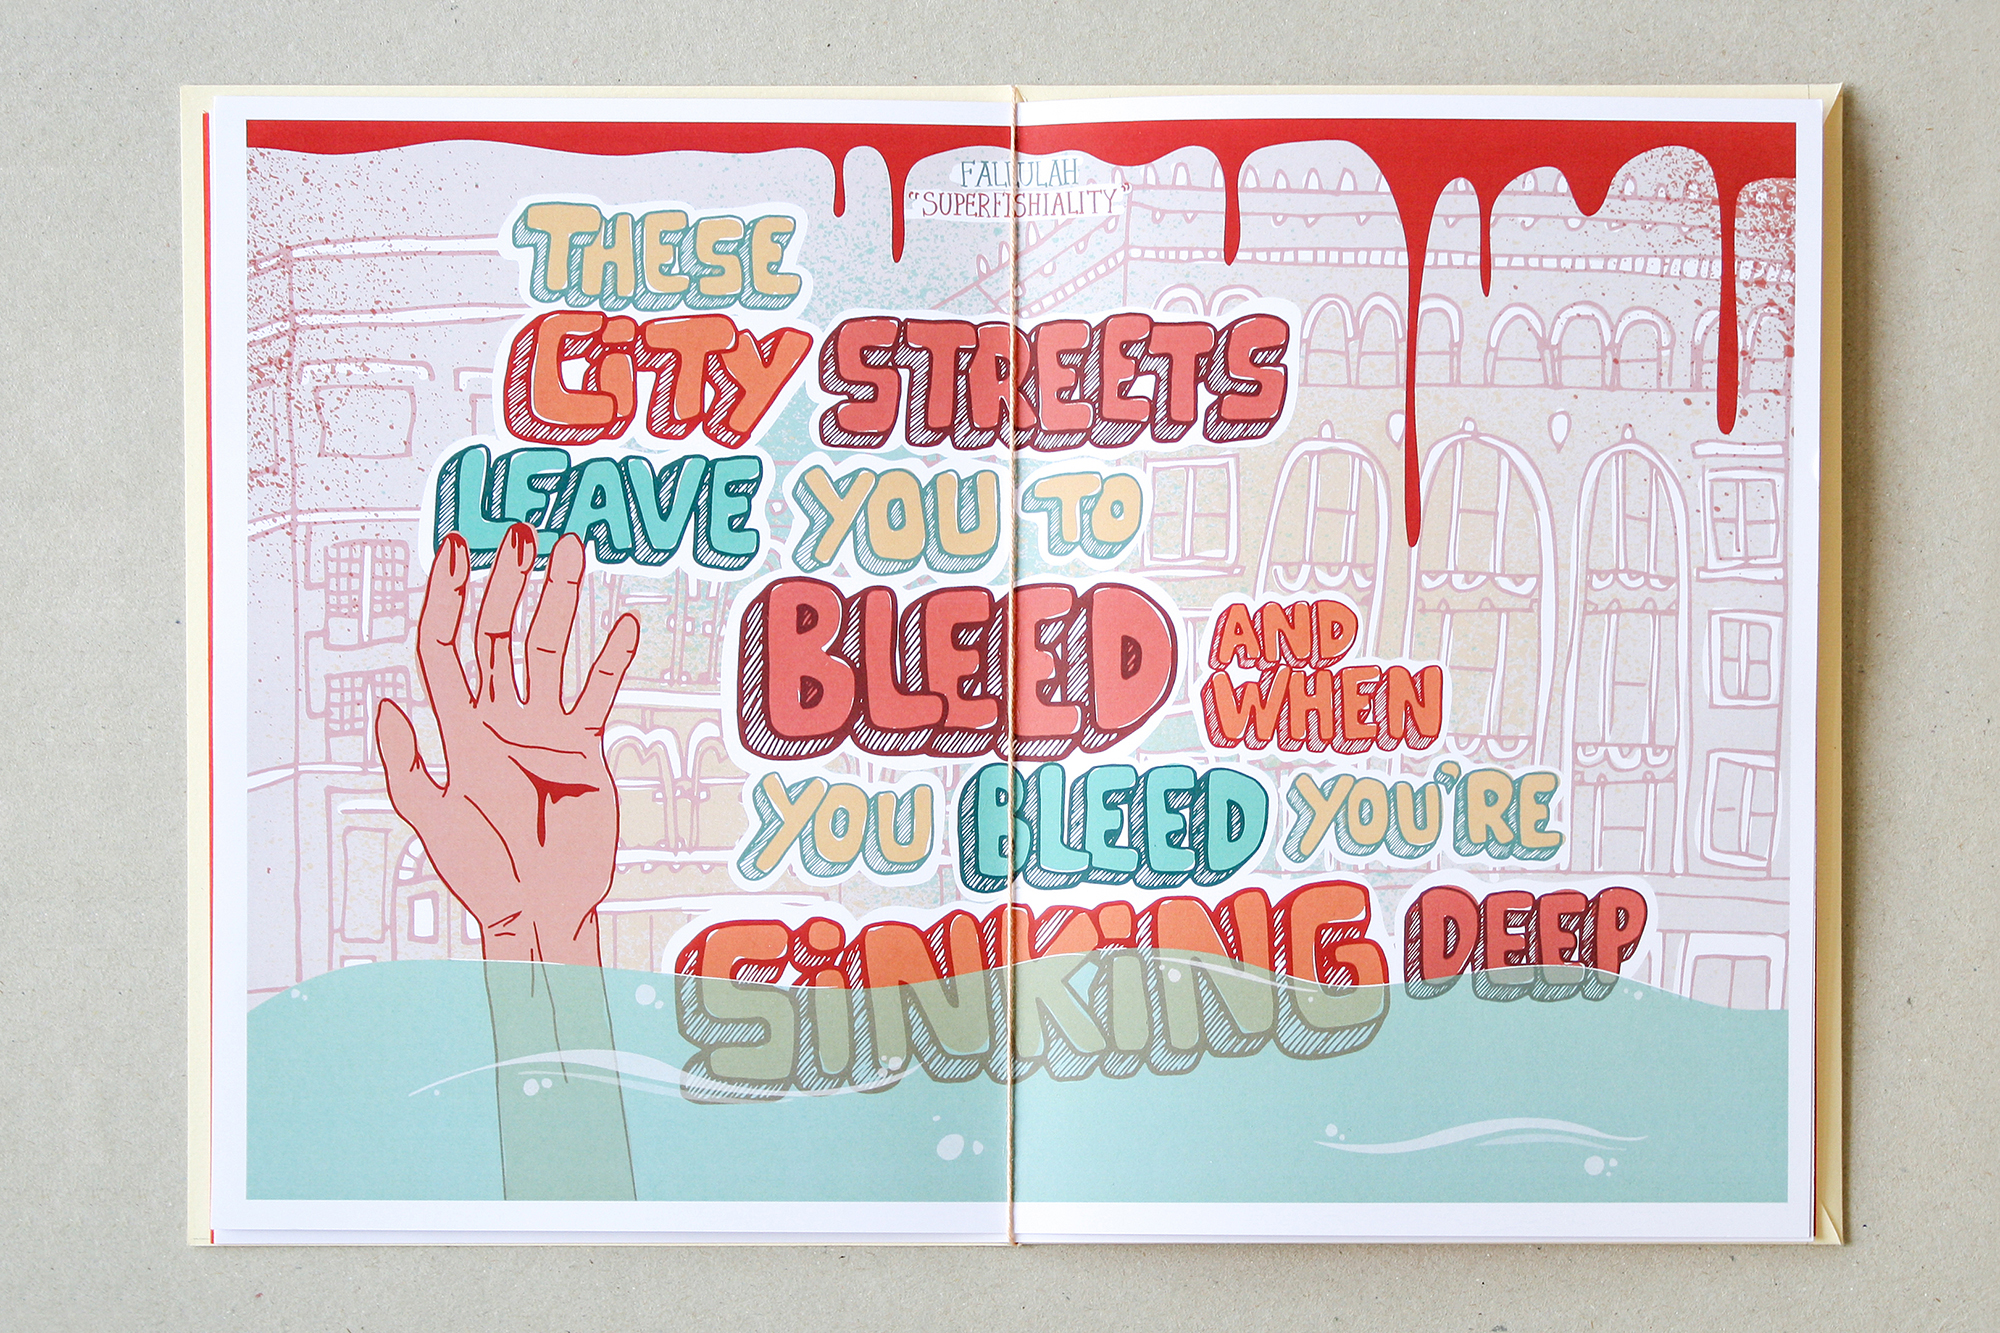 FALLULAH
"SUPERFISHIALITY"
THESE
CiTY STREETS
LEAVE YOU TO
BLEED AND
WHEN
YOU BLEED YOU'RE
SiNKiNG DEEP